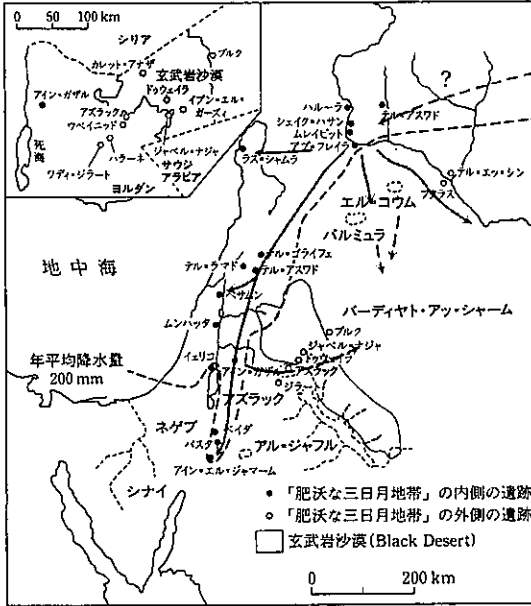 0 50 100 km
シリア
ブルク
カレット・アナザ
玄武岩沙漠
ドゥウェイラ
アイン・ガザル
イブン・エル・
ガーズィ
アズラック
ウベイニッド
死海
ハラーネ
ジャベル・ナジャ
サウジ
アラビア
ワディ・ジラート
ヨルダン
?
ハルーラ
テル・アスワド
シェイク・ハサン
ムレイビット
アブ・フレイラ
ラス・シャムラ
テル・エッ・シン
ブクラス
エル・コウム
パルミュラ
地中海
テル・ゴライフェ
テル・ラマド
テル・アスワド
ベサムン
バーディヤト・アッ・シャーム
ムンハッタ
ブルク
ジャベル・ナジャ
ドゥウェイラ
年平均降水量
200 mm
イェリコ
アイン・ガザル
アズラック
ジラート
アズラック
ネゲブ
ベイダ
アル・ジャフル
バスタ
シナイ
アイン・エル・ジャマーム
● 「肥沃な三日月地帯」の内側の遺跡
○ 「肥沃な三日月地帯」の外側の遺跡
玄武岩沙漠(Black Desert)
0 200 km